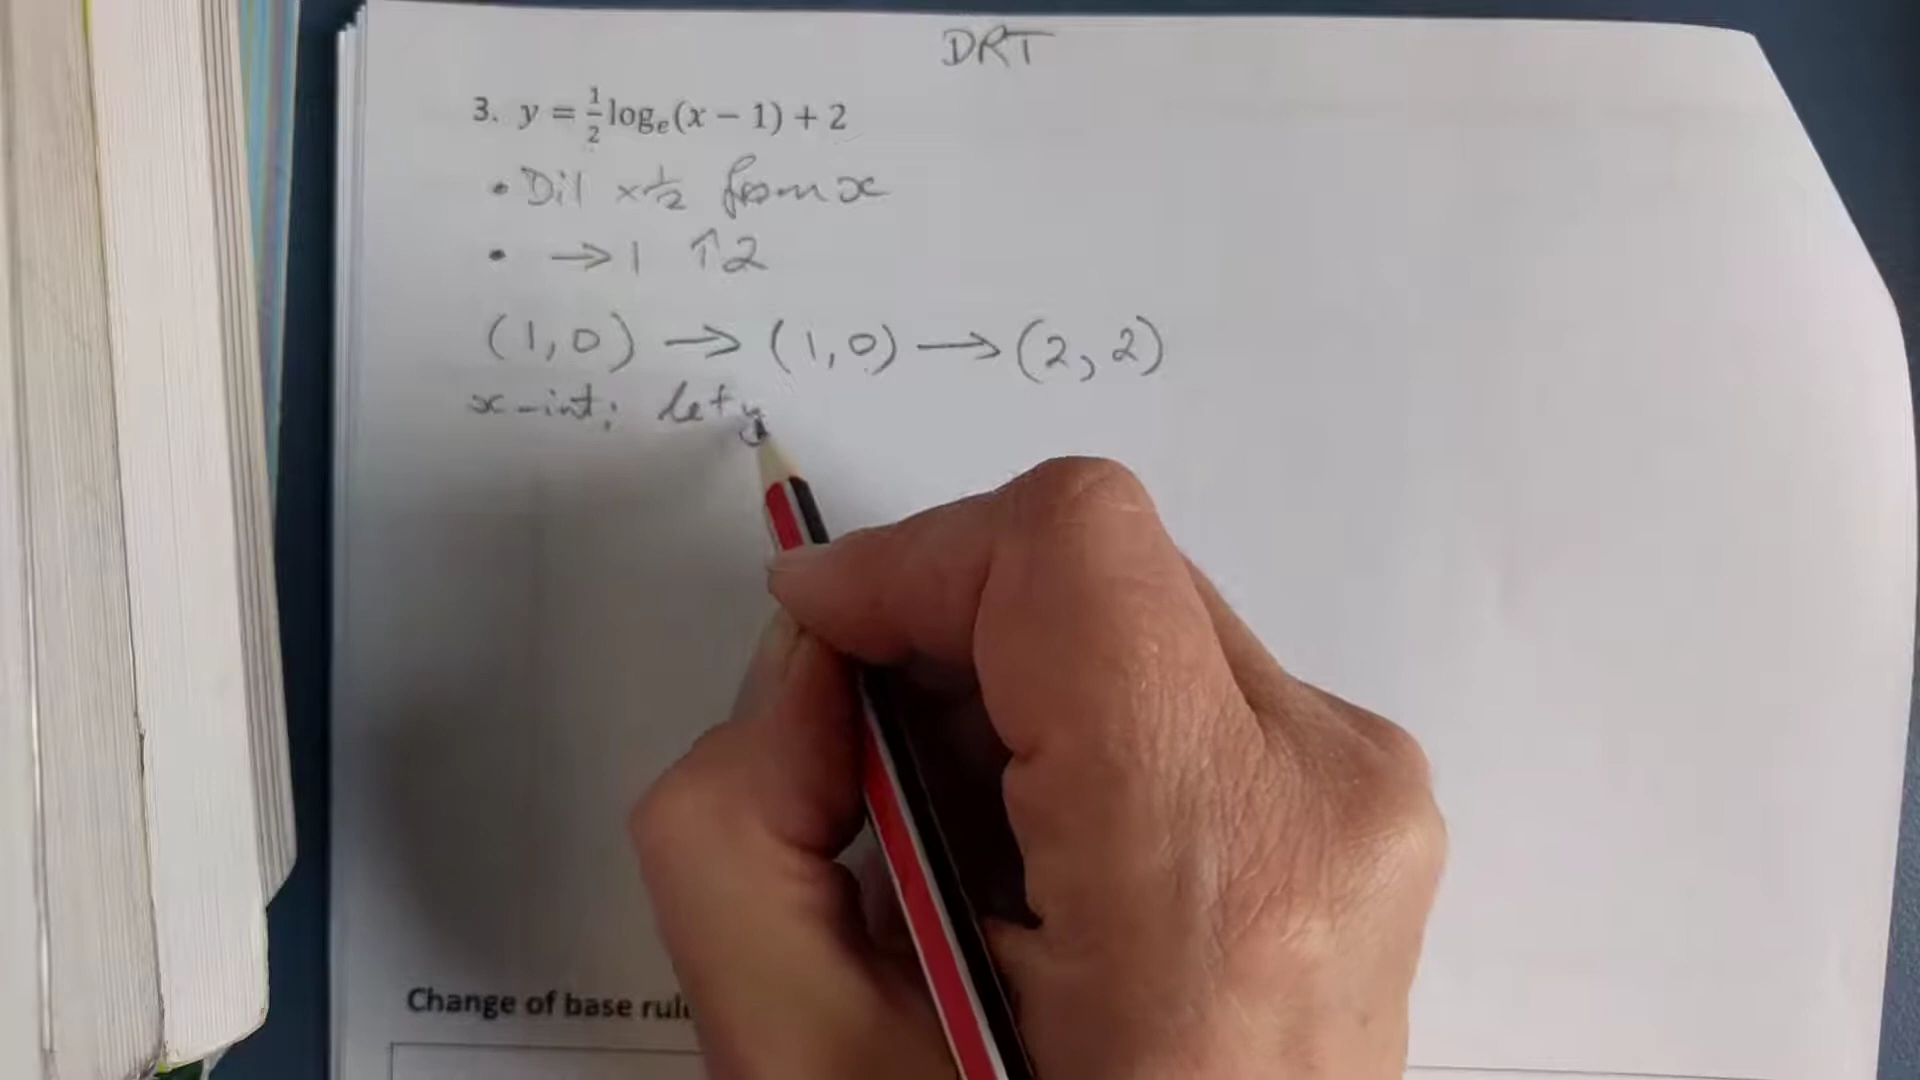 DRT
3. y = 1/2 logₑ(x − 1) + 2
• Dil × 1/2 from x
• → 1 ↑2
(1,0) → (1,0) → (2,2)
x-int; let y
Change of base